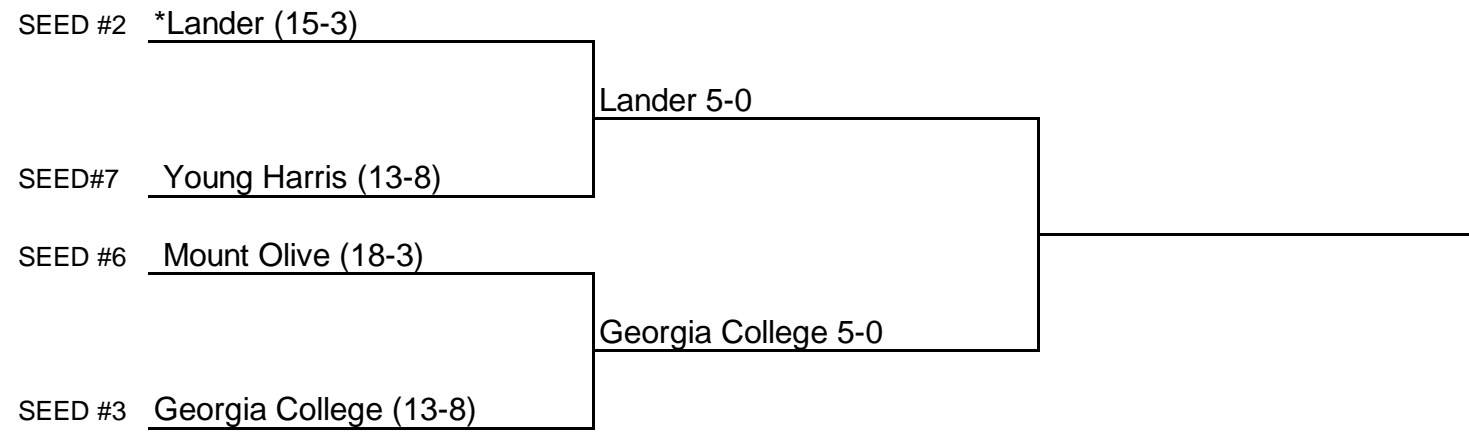 SEED #2 *Lander (15-3)
Lander 5-0
SEED#7 Young Harris (13-8)
SEED #6 Mount Olive (18-3)
Georgia College 5-0
SEED #3 Georgia College (13-8)